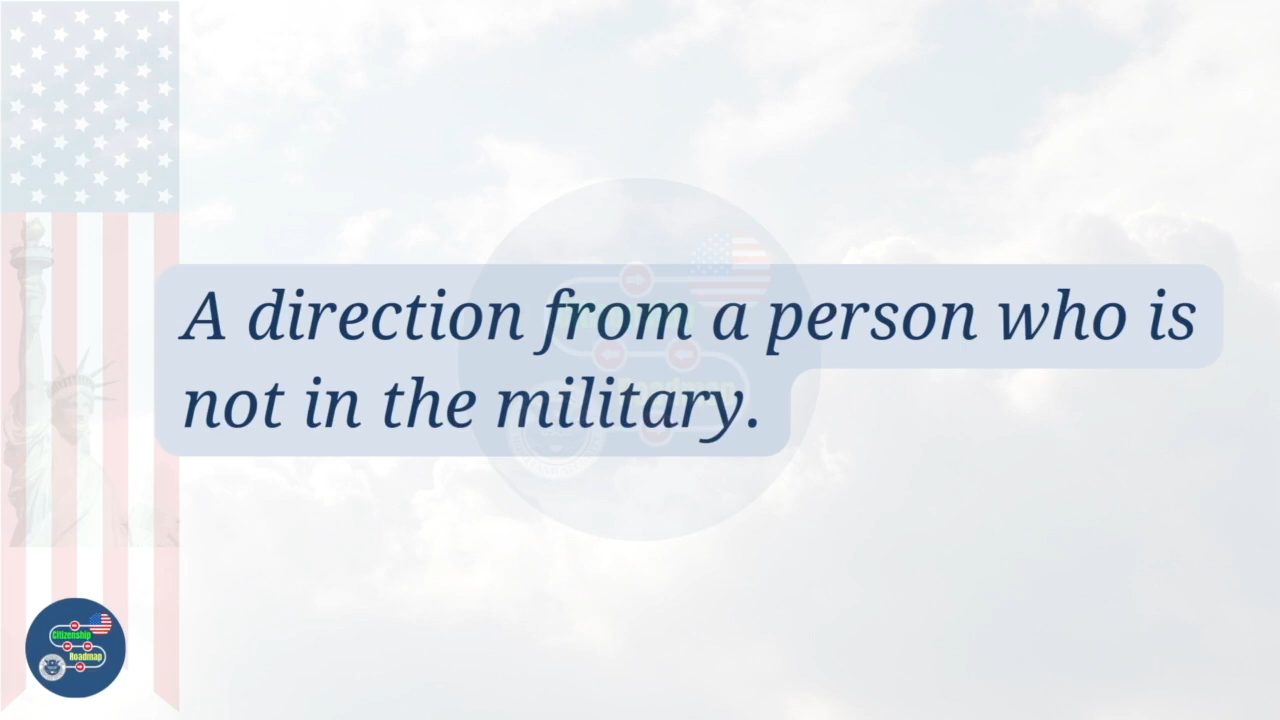 A direction from a person who is
not in the military.
Citizenship
Roadmap